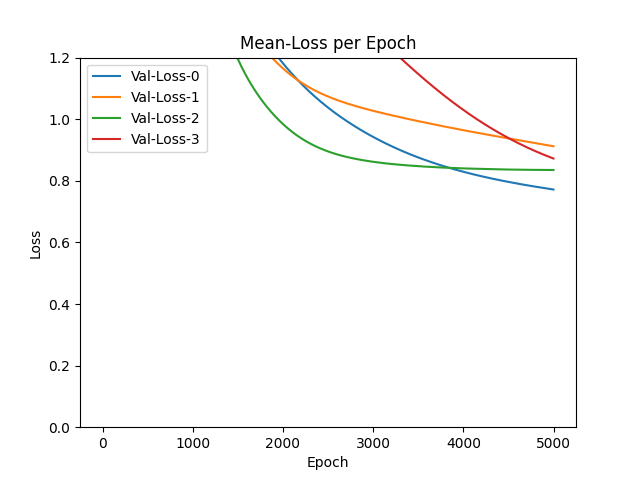 Mean-Loss per Epoch
Val-Loss-0
Val-Loss-1
Val-Loss-2
Val-Loss-3
Loss
1.2
1.0
0.8
0.6
0.4
0.2
0.0
0 1000 2000 3000 4000 5000
Epoch